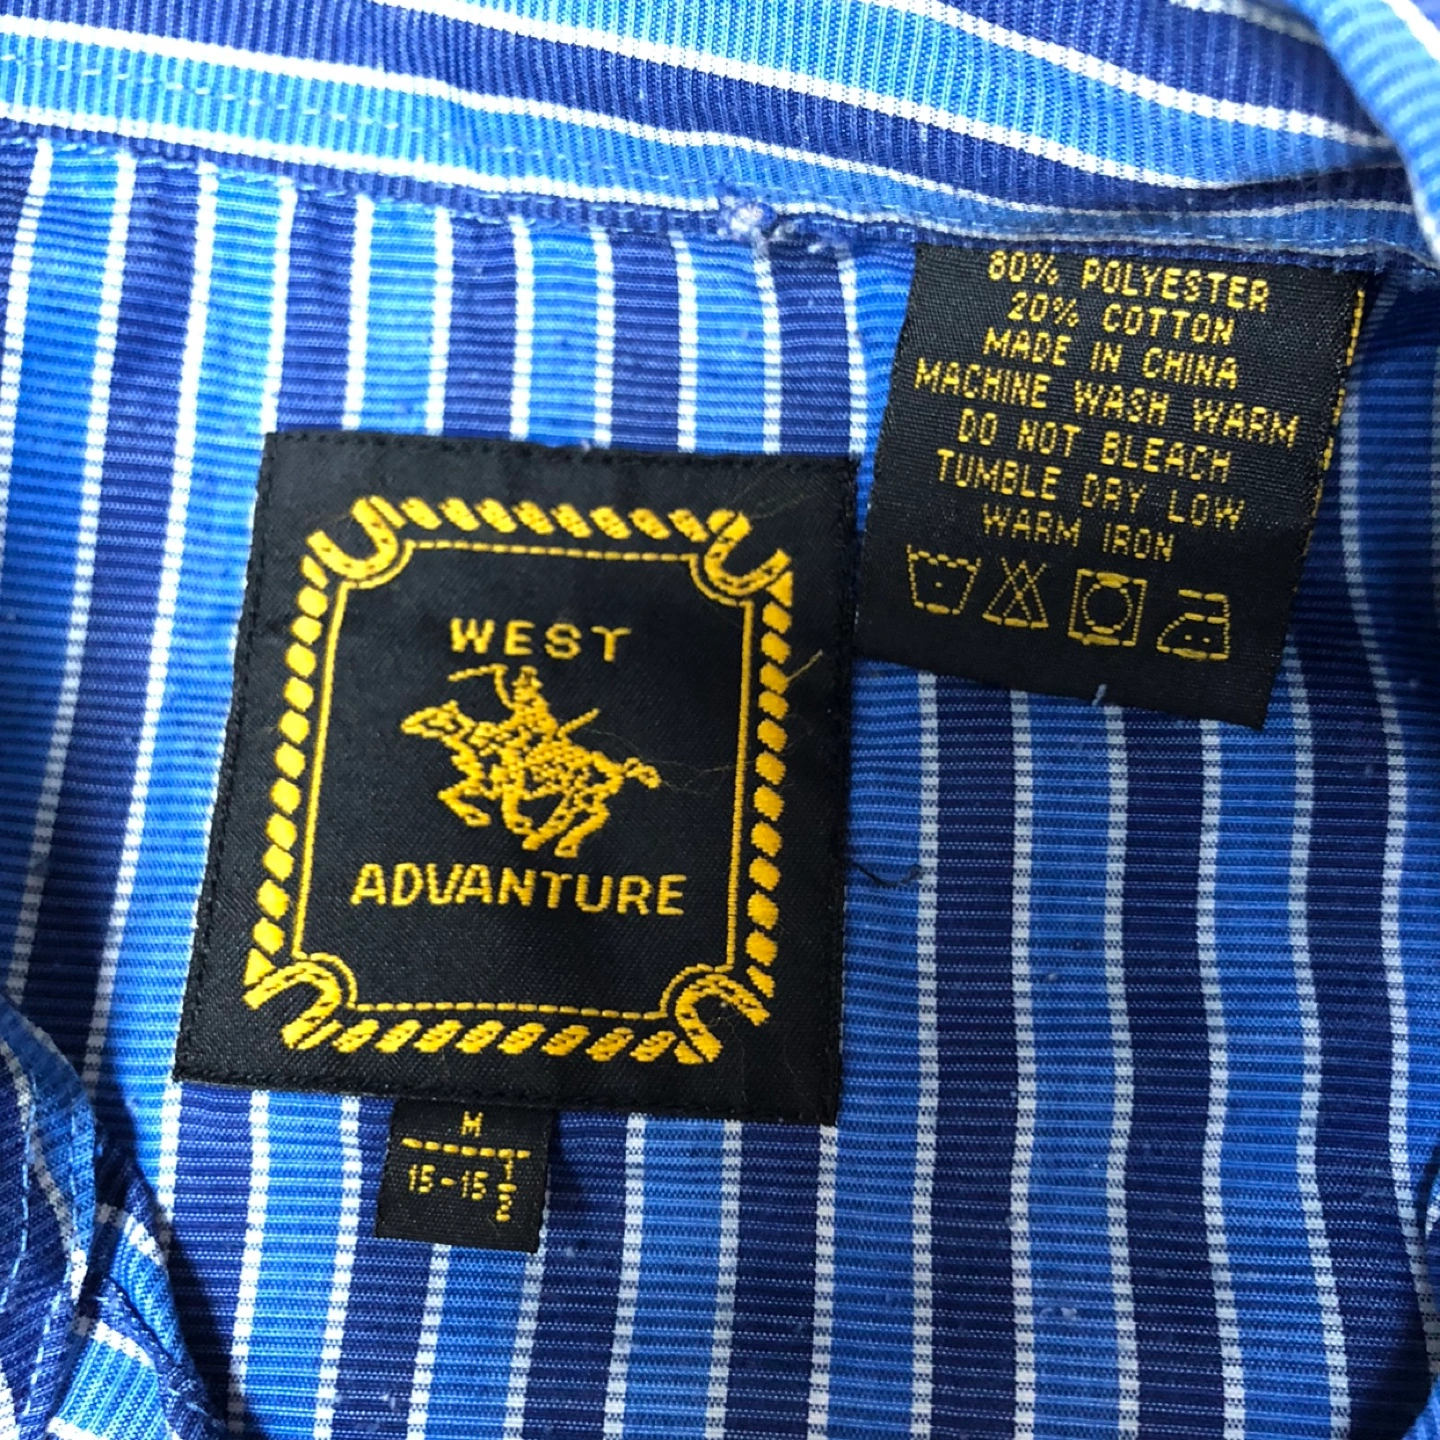 80% POLYESTER
20% COTTON
MADE IN CHINA
MACHINE WASH WARM
DO NOT BLEACH
TUMBLE DRY LOW
WARM IRON
WEST
ADVANTURE
M
15-15 1/2